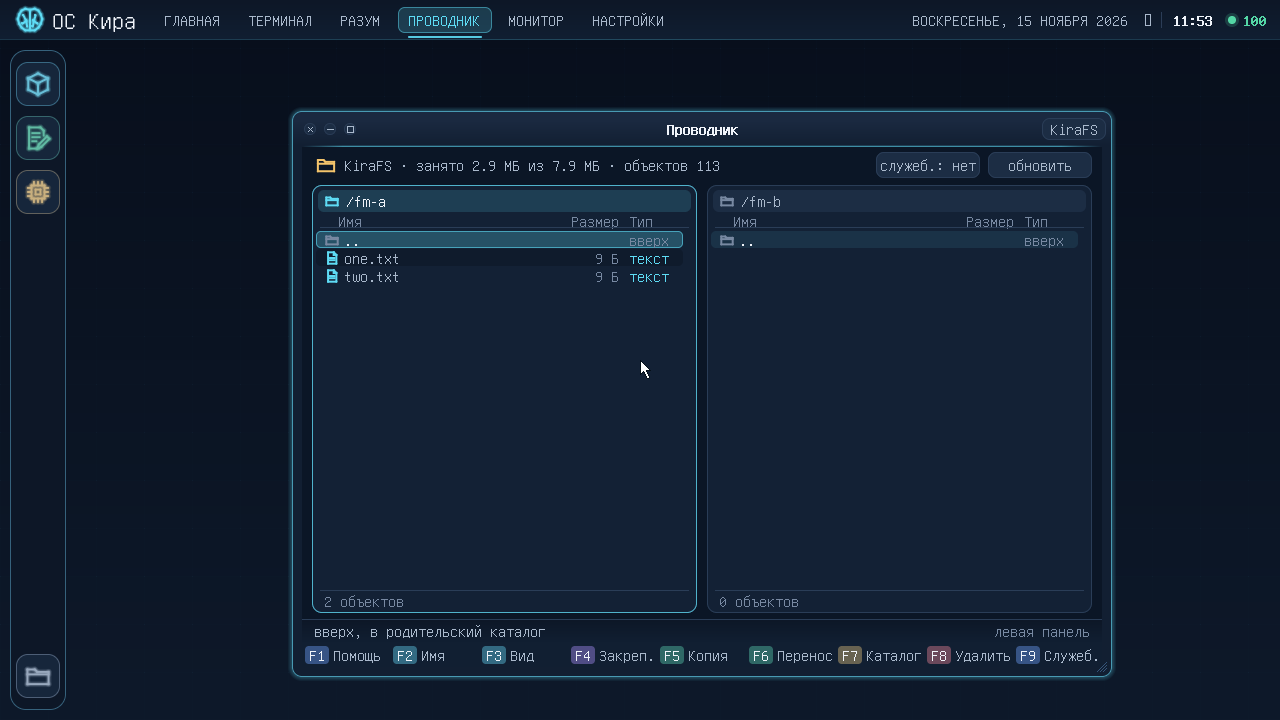 ОС Кира ГЛАВНАЯ ТЕРМИНАЛ РАЗУМ ПРОВОДНИК МОНИТОР НАСТРОЙКИ ВОСКРЕСЕНЬЕ, 15 НОЯБРЯ 2026 11:53 100
Проводник KiraFS
KiraFS · занято 2.9 МБ из 7.9 МБ · объектов 113 служеб.: нет обновить
/fm-a
Имя Размер Тип
.. вверх
one.txt 9 Б текст
two.txt 9 Б текст
2 объектов
/fm-b
Имя Размер Тип
.. вверх
0 объектов
вверх, в родительский каталог левая панель
F1 Помощь F2 Имя F3 Вид F4 Закреп. F5 Копия F6 Перенос F7 Каталог F8 Удалить F9 Служеб.